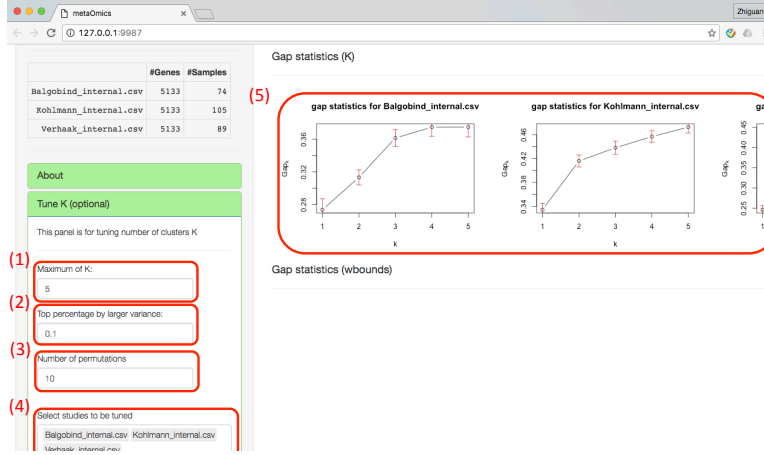 metaOmics
Zhiguan
127.0.0.1:9987
#Genes #Samples
Balgobind_internal.csv 5133 74
Kohlmann_internal.csv 5133 105
Verhaak_internal.csv 5133 89
About
Tune K (optional)
This panel is for tuning number of clusters K
(1)
Maximum of K:
5
(2)
Top percentage by larger variance:
0.1
(3)
Number of permutations
10
(4)
Select studies to be tuned
Balgobind_internal.csv Kohlmann_internal.csv
Verhaak_internal.csv
Gap statistics (K)
(5)
gap statistics for Balgobind_internal.csv
Gapk
0.28 0.32 0.36
1 2 3 4 5
k
gap statistics for Kohlmann_internal.csv
Gapk
0.34 0.38 0.42 0.46
1 2 3 4 5
k
ga
Gapk
0.25 0.30 0.35 0.40 0.45
1
Gap statistics (wbounds)